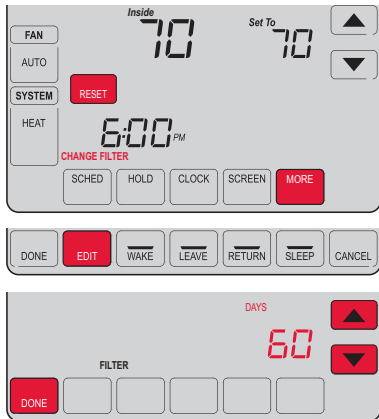 Inside
Set To
FAN
70
70
AUTO
SYSTEM
RESET
HEAT
6:00 PM
CHANGE FILTER
SCHED HOLD CLOCK SCREEN MORE
DONE EDIT WAKE LEAVE RETURN SLEEP CANCEL
DAYS
60
FILTER
DONE